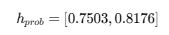 h_{prob} = [0.7503, 0.8176]